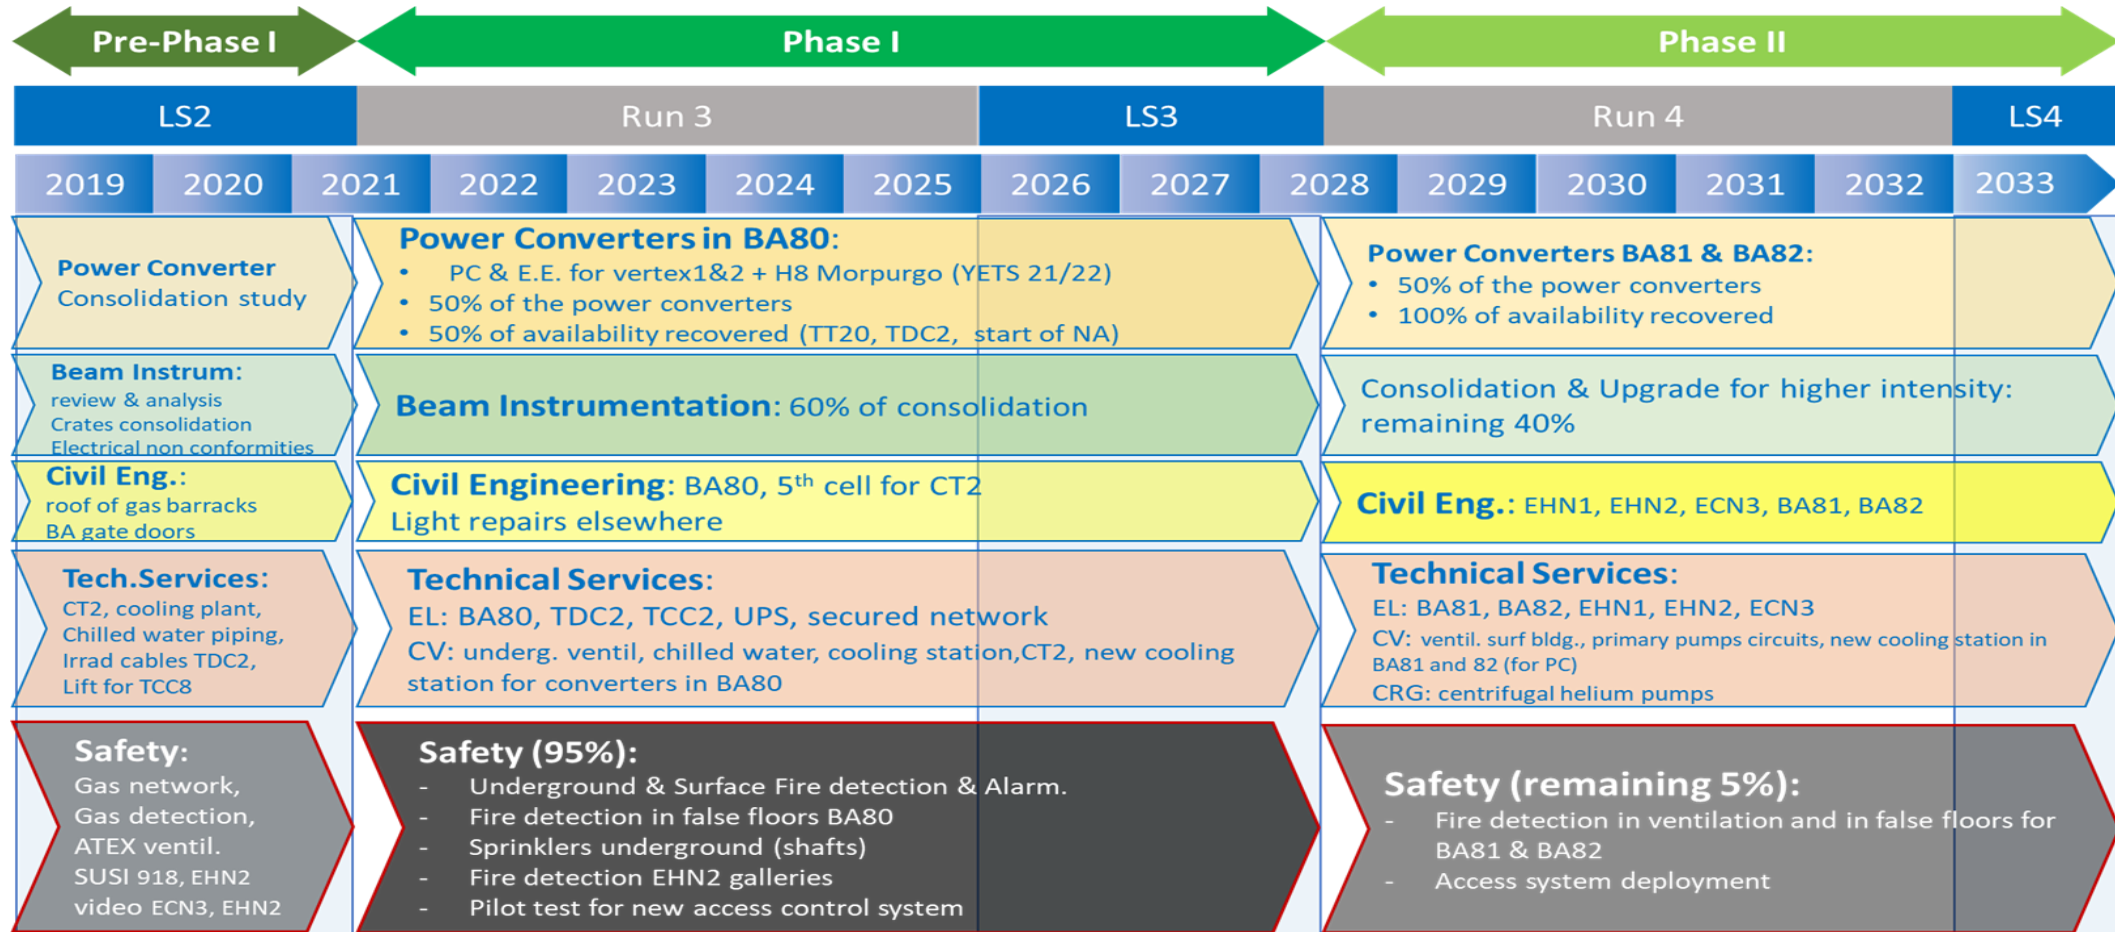 Pre-Phase I
Phase I
Phase II
LS2
Run 3
LS3
Run 4
LS4
2019
2020
2021
2022
2023
2024
2025
2026
2027
2028
2029
2030
2031
2032
2033
Power Converter
Consolidation study
Power Converters in BA80:
• PC & E.E. for vertex1&2 + H8 Morpurgo (YETS 21/22)
• 50% of the power converters
• 50% of availability recovered (TT20, TDC2, start of NA)
Power Converters BA81 & BA82:
• 50% of the power converters
• 100% of availability recovered
Beam Instrum:
review & analysis
Crates consolidation
Electrical non conformities
Beam Instrumentation: 60% of consolidation
Consolidation & Upgrade for higher intensity:
remaining 40%
Civil Eng.:
roof of gas barracks
BA gate doors
Civil Engineering: BA80, 5th cell for CT2
Light repairs elsewhere
Civil Eng.: EHN1, EHN2, ECN3, BA81, BA82
Tech.Services:
CT2, cooling plant,
Chilled water piping,
Irrad cables TDC2,
Lift for TCC8
Technical Services:
EL: BA80, TDC2, TCC2, UPS, secured network
CV: underg. ventil, chilled water, cooling station,CT2, new cooling
station for converters in BA80
Technical Services:
EL: BA81, BA82, EHN1, EHN2, ECN3
CV: ventil. surf bldg., primary pumps circuits, new cooling station in
BA81 and 82 (for PC)
CRG: centrifugal helium pumps
Safety:
Gas network,
Gas detection,
ATEX ventil.
SUSI 918, EHN2
video ECN3, EHN2
Safety (95%):
- Underground & Surface Fire detection & Alarm.
- Fire detection in false floors BA80
- Sprinklers underground (shafts)
- Fire detection EHN2 galleries
- Pilot test for new access control system
Safety (remaining 5%):
- Fire detection in ventilation and in false floors for
BA81 & BA82
- Access system deployment